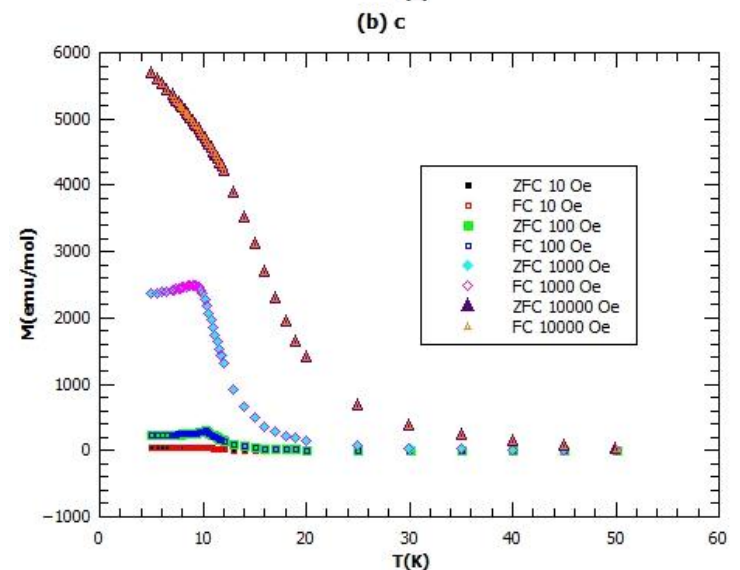 (b) c
6000
5000
4000
3000
2000
1000
0
−1000
M(emu/mol)
ZFC 10 Oe
FC 10 Oe
ZFC 100 Oe
FC 100 Oe
ZFC 1000 Oe
FC 1000 Oe
ZFC 10000 Oe
FC 10000 Oe
0 10 20 30 40 50 60
T(K)